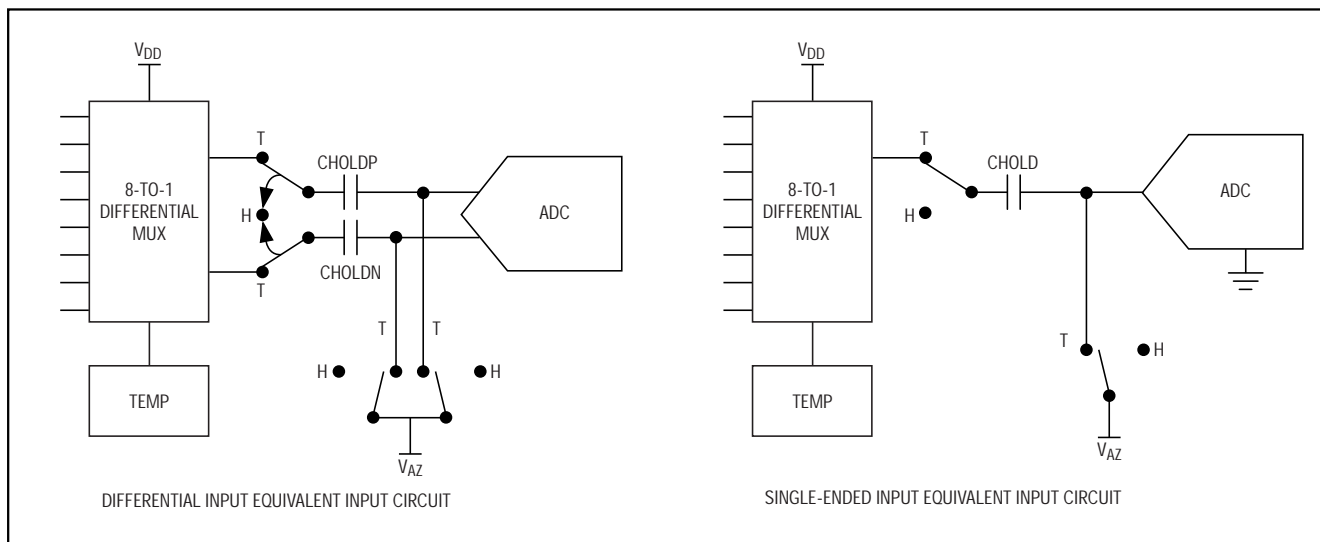 VDD
T
CHOLDP
8-TO-1
DIFFERENTIAL
MUX
H
ADC
CHOLDN
T
T
T
H
H
TEMP
VAZ
DIFFERENTIAL INPUT EQUIVALENT INPUT CIRCUIT
VDD
T
CHOLD
8-TO-1
DIFFERENTIAL
MUX
H
ADC
T
H
TEMP
VAZ
SINGLE-ENDED INPUT EQUIVALENT INPUT CIRCUIT